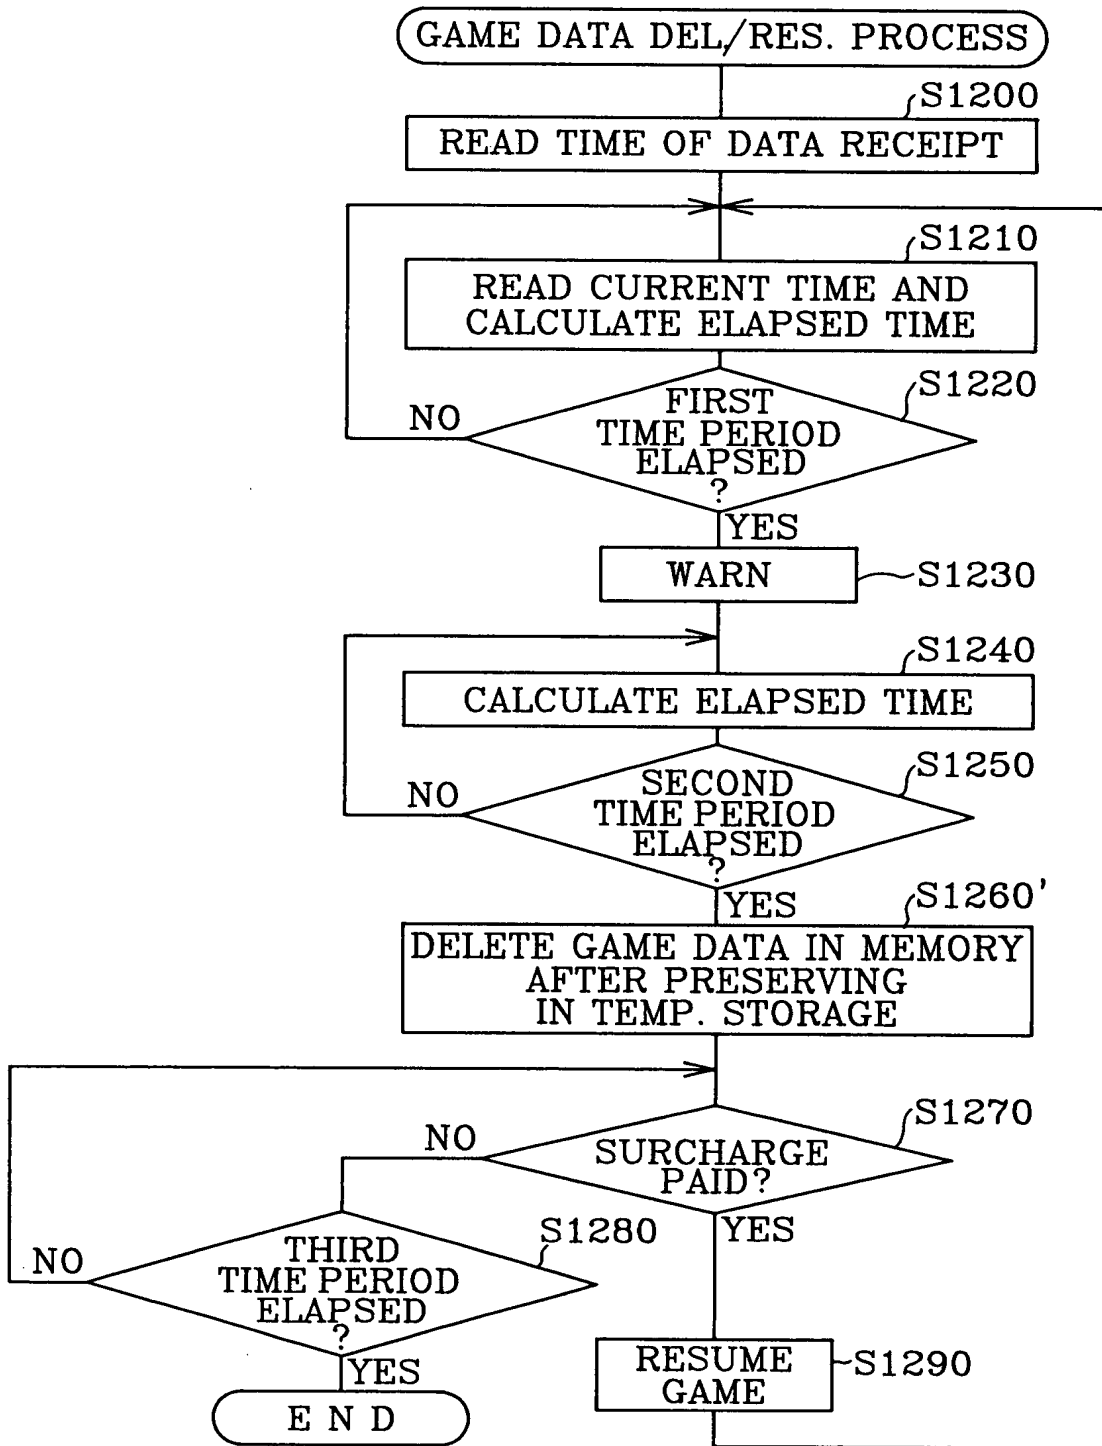 GAME DATA DEL/RES. PROCESS
S1200
READ TIME OF DATA RECEIPT
S1210
READ CURRENT TIME AND
CALCULATE ELAPSED TIME
S1220
FIRST
TIME PERIOD
ELAPSED
?
NO
YES
WARN
S1230
S1240
CALCULATE ELAPSED TIME
S1250
SECOND
TIME PERIOD
ELAPSED
?
NO
YES
S1260'
DELETE GAME DATA IN MEMORY
AFTER PRESERVING
IN TEMP. STORAGE
S1270
SURCHARGE
PAID?
NO
YES
S1280
THIRD
TIME PERIOD
ELAPSED
?
NO
YES
E N D
RESUME
GAME
S1290